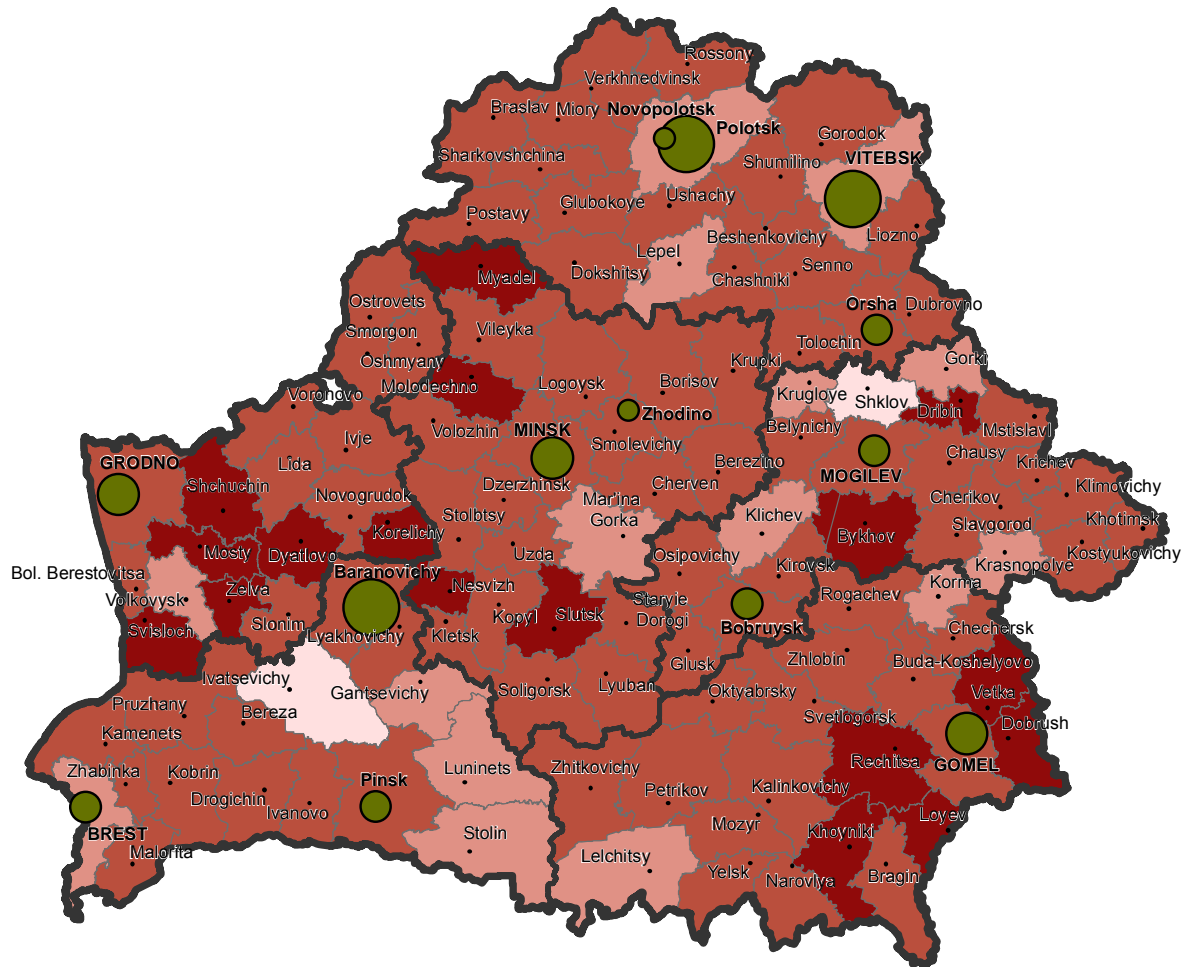 Rossony
Verkhnedvinsk
Braslav
Miory
Novopolotsk
Polotsk
Gorodok
Sharkovshchina
Shumilino
VITEBSK
Glubokoye
Ushachy
Postavy
Beshenkovichy
Liozno
Lepel
Dokshitsy
Senno
Myadel
Chashniki
Ostrovets
Orsha
Dubrovno
Smorgon
Vileyka
Tolochin
Oshmyany
Krupki
Gorki
Molodechno
Logoysk
Borisov
Voronovo
Krugloye
Shklov
Zhodino
Dribin
Volozhin
MINSK
Belynichy
Mstislavl
Ivje
Smolevichy
GRODNO
Lida
Berezino
Chausy
Krichev
MOGILEV
Shchuchin
Dzerzhinsk
Cherven
Klimovichy
Novogrudok
Mar'ina
Gorka
Cherikov
Stolbtsy
Klichev
Khotimsk
Korelichy
Bykhov
Slavgorod
Mosty
Dyatlovo
Uzda
Osipovichy
Kostyukovichy
Bol. Berestovitsa
Baranovichy
Kirovsk
Krasnopolye
Zelva
Nesvizh
Korma
Volkovysk
Rogachev
Staryie
Dorogi
Kopy'l
Slutsk
Svisloch
Slonim
Lyakhovichy
Kletsk
Bobruysk
Chechersk
Glusk
Zhlobin
Buda-Koshelyovo
Ivatsevichy
Gantsevichy
Soligorsk
Lyuban
Oktyabrsky
Vetka
Pruzhany
Bereza
Svetlogorsk
Dobrush
Kamenets
Rechitsa
GOMEL
Zhabinka
Kobrin
Pinsk
Luninets
Zhitkovichy
Kalinkovichy
Drogichin
Ivanovo
Petrikov
Loyev
BREST
Stolin
Mozyr
Khoyniki
Malorita
Lelchitsy
Yelsk
Narovlya
Bragin